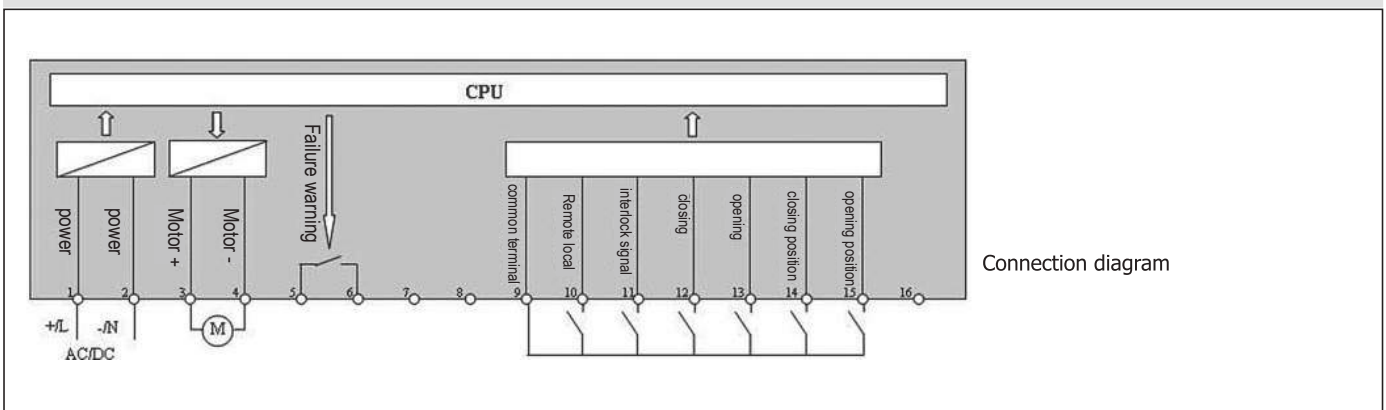 CPU
power
power
Motor +
Motor -
Failure warning
common terminal
Remote local
interlock signal
closing
opening
closing position
opening position
1 2 3 4 5 6 7 8 9 10 11 12 13 14 15 16
+/L -/N
M
AC/DC
Connection diagram